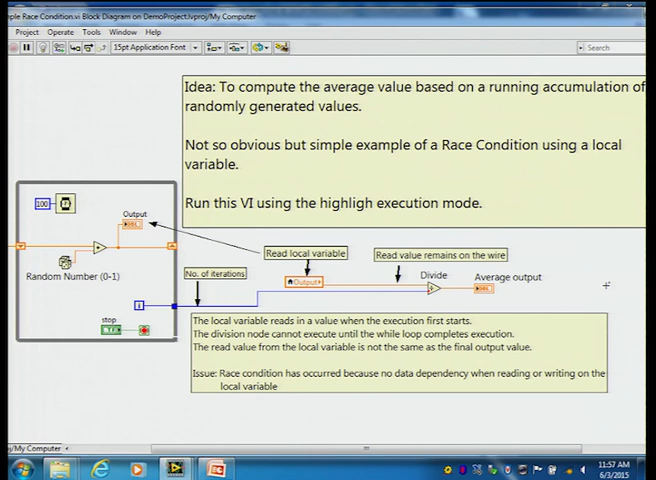 ple Race Condition.vi Block Diagram on DemoProject.lvproj/My Computer
Project Operate Tools Window Help
15pt Application Font
Search
Idea: To compute the average value based on a running accumulation of
randomly generated values.
Not so obvious but simple example of a Race Condition using a local
variable.
Run this VI using the highligh execution mode.
100
Output
DBL
Random Number (0-1)
i
stop
TF
Read local variable
Read value remains on the wire
No. of iterations
Output
Divide
Average output
DBL
The local variable reads in a value when the execution first starts.
The division node cannot execute until the while loop completes execution.
The read value from the local variable is not the same as the final output value.
Issue: Race condition has occurred because no data dependency when reading or writing on the
local variable
/My Computer
11:57 AM
6/3/2015